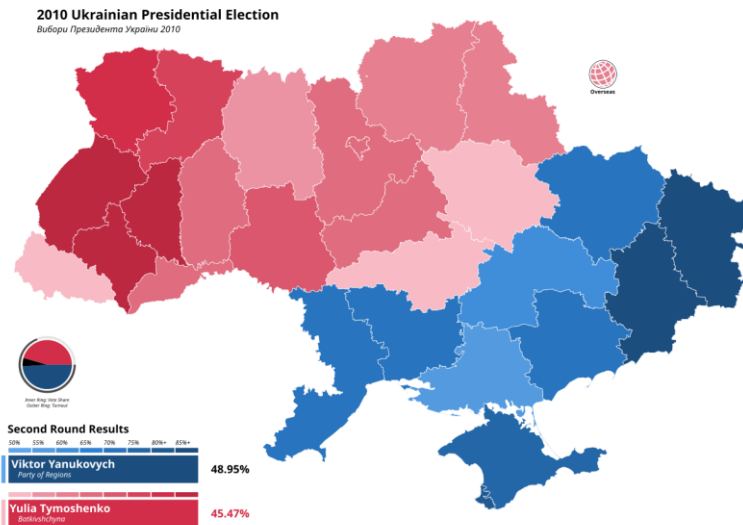 2010 Ukrainian Presidential Election
Вибори Президента України 2010
Overseas
Inner Ring: Vote Share
Outer Ring: Turnout
Second Round Results
50% 55% 60% 65% 70% 75% 80%+ 85%+
Viktor Yanukovych
48.95%
Party of Regions
Yulia Tymoshenko
45.47%
Batkivshchyna